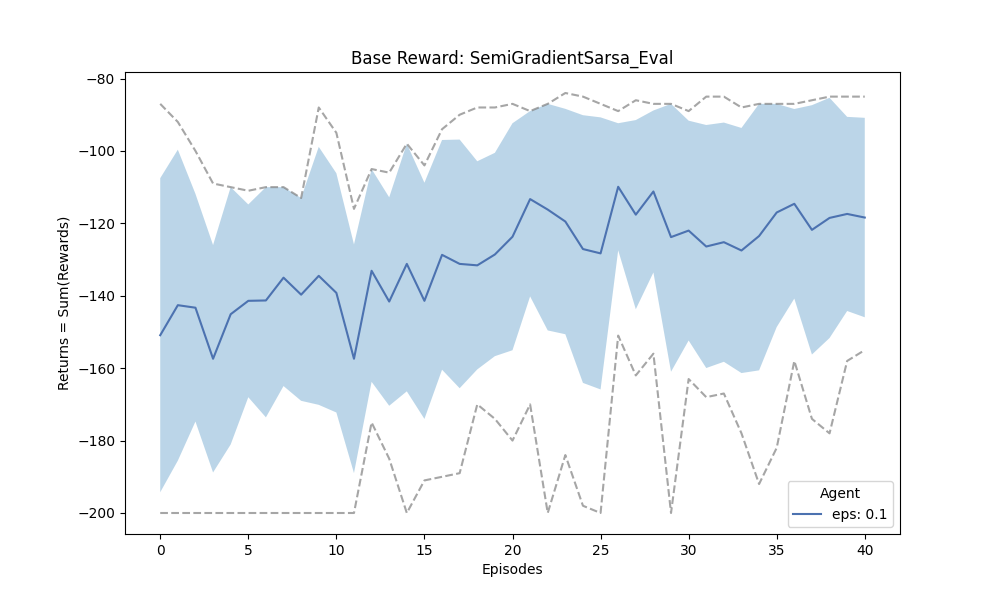 Base Reward: SemiGradientSarsa_Eval
Returns = Sum(Rewards)
−80
−100
−120
−140
−160
−180
−200
Agent
eps: 0.1
0 5 10 15 20 25 30 35 40
Episodes